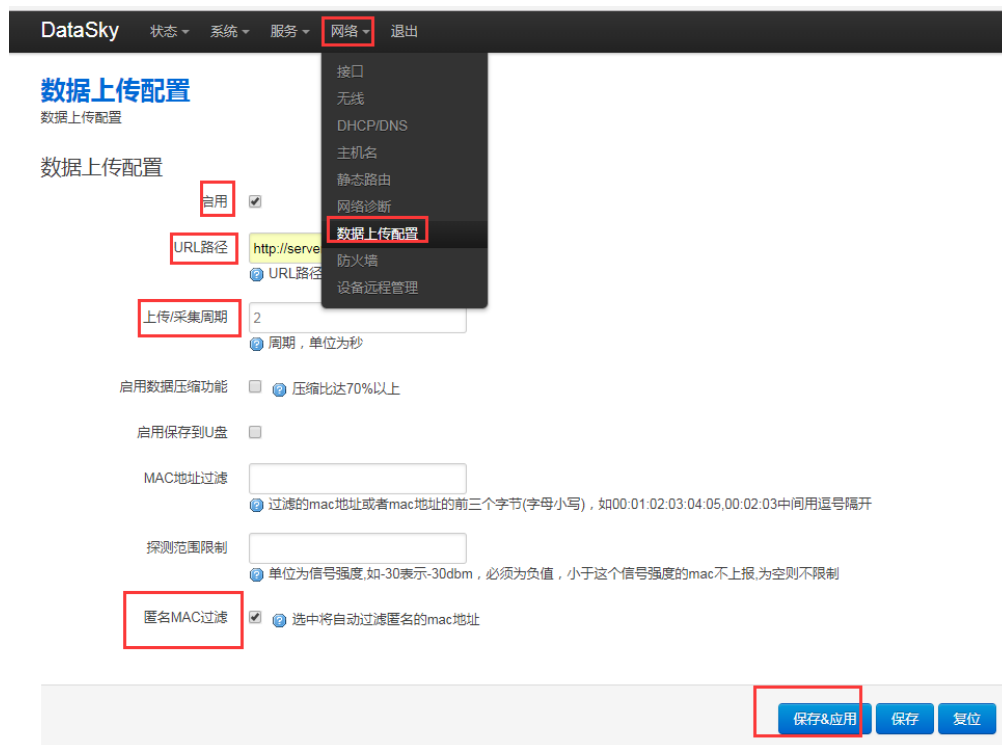 DataSky 状态 系统 服务 网络 退出
接口
无线
DHCP/DNS
主机名
静态路由
网络诊断
数据上传配置
防火墙
设备远程管理
数据上传配置
数据上传配置
数据上传配置
启用
URL路径 http://serve
URL路径
上传/采集周期 2
周期，单位为秒
启用数据压缩功能 压缩比达70%以上
启用保存到U盘
MAC地址过滤
过滤的mac地址或者mac地址的前三个字节(字母小写)，如00:01:02:03:04:05,00:02:03中间用逗号隔开
探测范围限制
单位为信号强度,如-30表示-30dbm，必须为负值，小于这个信号强度的mac不上报,为空则不限制
匿名MAC过滤 选中将自动过滤匿名的mac地址
保存&应用 保存 复位